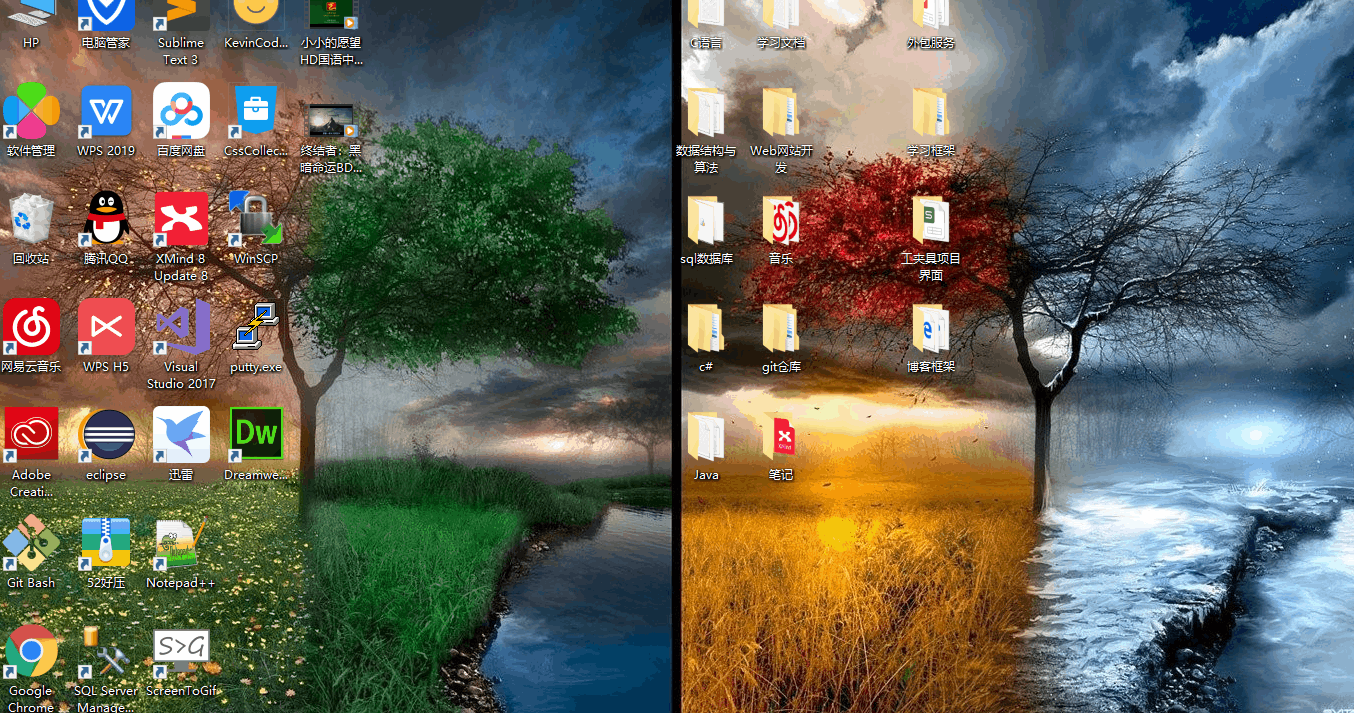 HP
电脑管家
Sublime
Text 3
KevinCod...
小小的愿望
HD国语中...
C语言
学习文档
外包服务
软件管理
WPS 2019
百度网盘
CssCollec...
终结者：黑
暗命运BD...
数据结构与
算法
Web网站开
发
学习框架
回收站
腾讯QQ
XMind 8
Update 8
WinSCP
sql数据库
音乐
S
工夹具项目
界面
网易云音乐
WPS H5
Visual
Studio 2017
putty.exe
c#
git仓库
博客框架
Adobe
Creati...
eclipse
迅雷
Dw
Dreamwe...
Java
笔记
Git Bash
52好压
Notepad++
S>G
Google
Chrome
SQL Server
Manage...
ScreenToGif